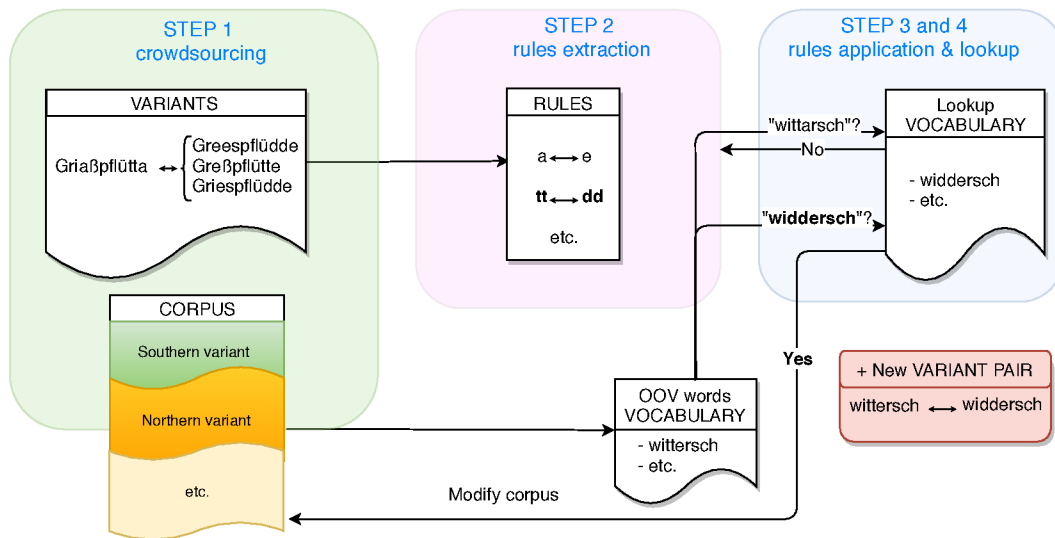 STEP 1
crowdsourcing
VARIANTS
Griaßpflütta
Greespflüdde
Greßpflütte
Griespflüdde
CORPUS
Southern variant
Northern variant
etc.
STEP 2
rules extraction
RULES
a e
tt dd
etc.
STEP 3 and 4
rules application & lookup
"wittarsch"?
No
"widdersch"?
Lookup
VOCABULARY
- widdersch
- etc.
Yes
OOV words
VOCABULARY
- wittersch
- etc.
Modify corpus
+ New VARIANT PAIR
wittersch widdersch